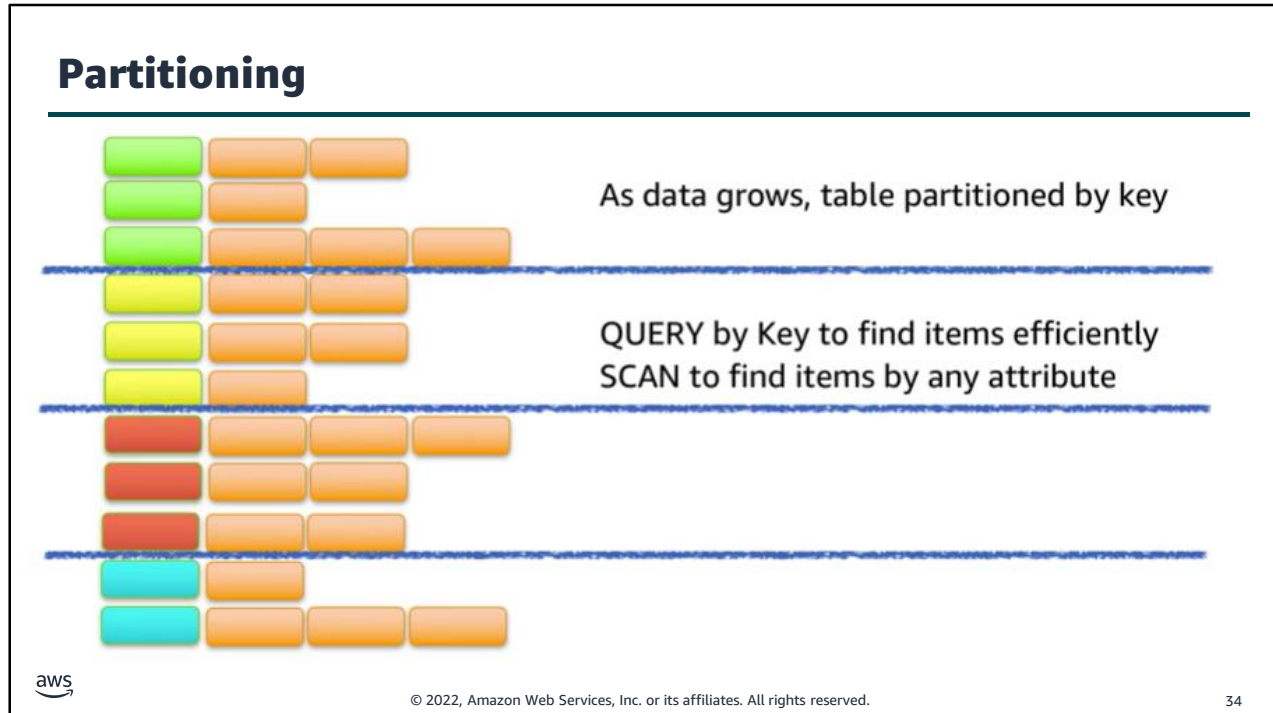 Partitioning
As data grows, table partitioned by key
QUERY by Key to find items efficiently
SCAN to find items by any attribute
aws
© 2022, Amazon Web Services, Inc. or its affiliates. All rights reserved.
34